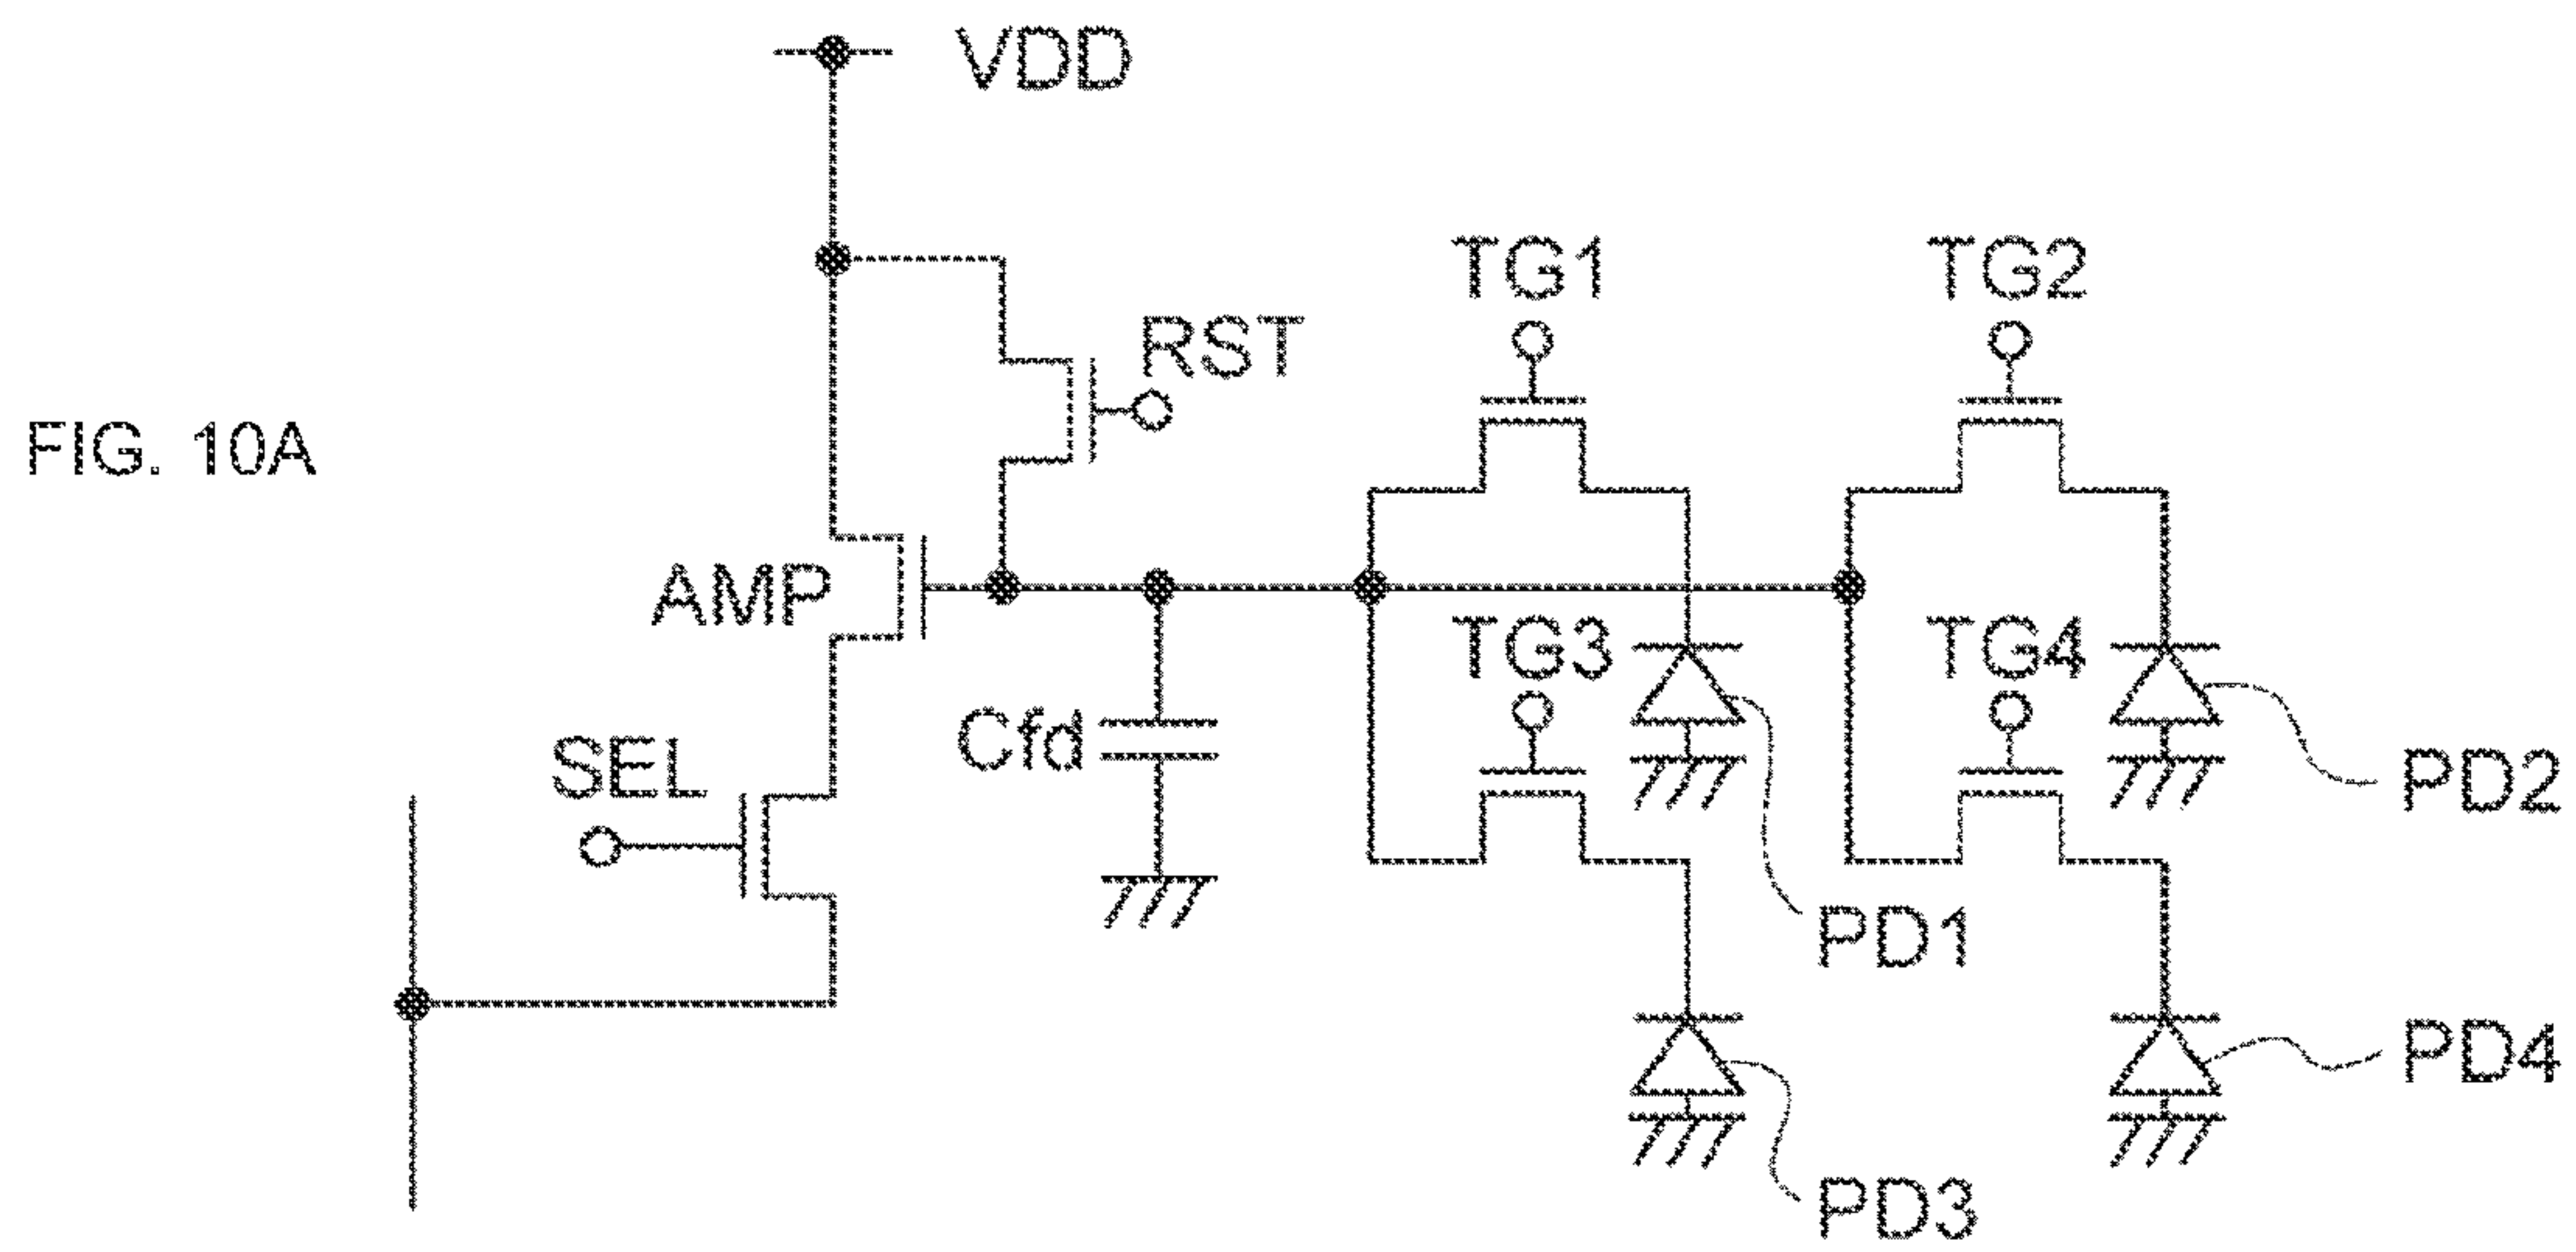 VDD
TG1
TG2
RST
FIG. 10A
AMP
TG3
TG4
Cfd
SEL
PD2
PD1
PD4
PD3